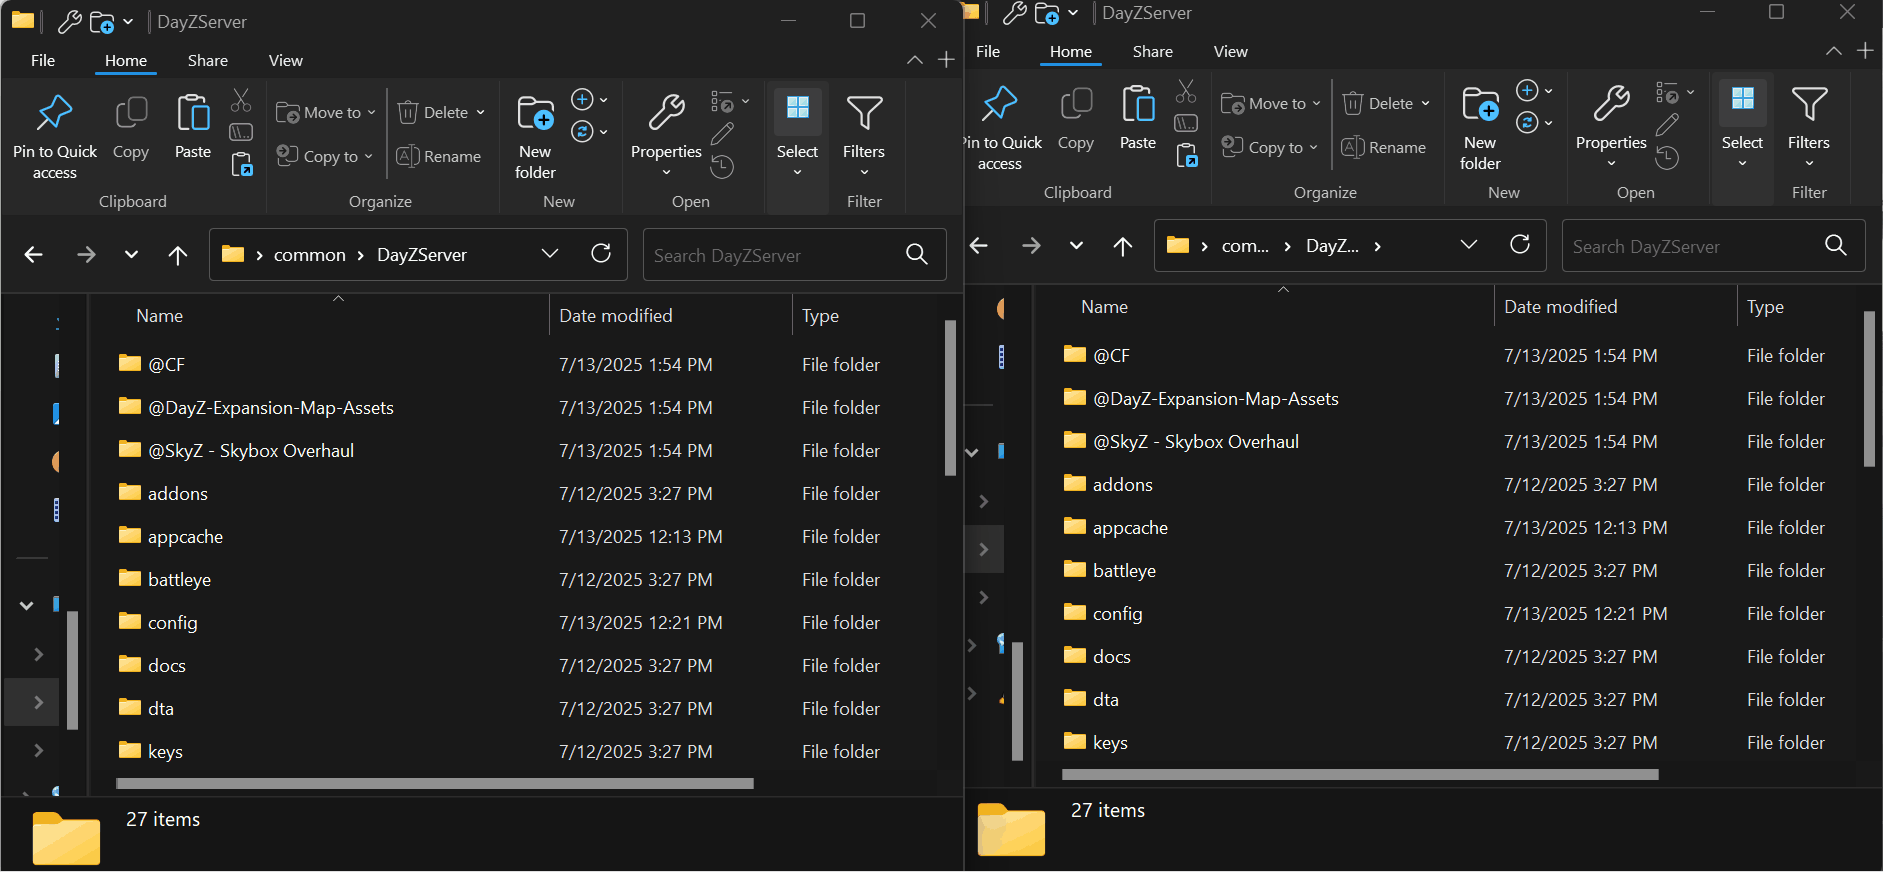 DayZServer
File Home Share View
Pin to Quick access
Copy
Paste
Move to
Copy to
Delete
Rename
New folder
Properties
Select
Filters
Clipboard Organize New Open Filter
common DayZServer
Search DayZServer
Name Date modified Type
@CF 7/13/2025 1:54 PM File folder
@DayZ-Expansion-Map-Assets 7/13/2025 1:54 PM File folder
@SkyZ - Skybox Overhaul 7/13/2025 1:54 PM File folder
addons 7/12/2025 3:27 PM File folder
appcache 7/13/2025 12:13 PM File folder
battleye 7/12/2025 3:27 PM File folder
config 7/13/2025 12:21 PM File folder
docs 7/12/2025 3:27 PM File folder
dta 7/12/2025 3:27 PM File folder
keys 7/12/2025 3:27 PM File folder
27 items
DayZServer
File Home Share View
Pin to Quick access
Copy
Paste
Move to
Copy to
Delete
Rename
New folder
Properties
Select
Filters
Clipboard Organize New Open Filter
com... DayZ...
Search DayZServer
Name Date modified Type
@CF 7/13/2025 1:54 PM File folder
@DayZ-Expansion-Map-Assets 7/13/2025 1:54 PM File folder
@SkyZ - Skybox Overhaul 7/13/2025 1:54 PM File folder
addons 7/12/2025 3:27 PM File folder
appcache 7/13/2025 12:13 PM File folder
battleye 7/12/2025 3:27 PM File folder
config 7/13/2025 12:21 PM File folder
docs 7/12/2025 3:27 PM File folder
dta 7/12/2025 3:27 PM File folder
keys 7/12/2025 3:27 PM File folder
27 items